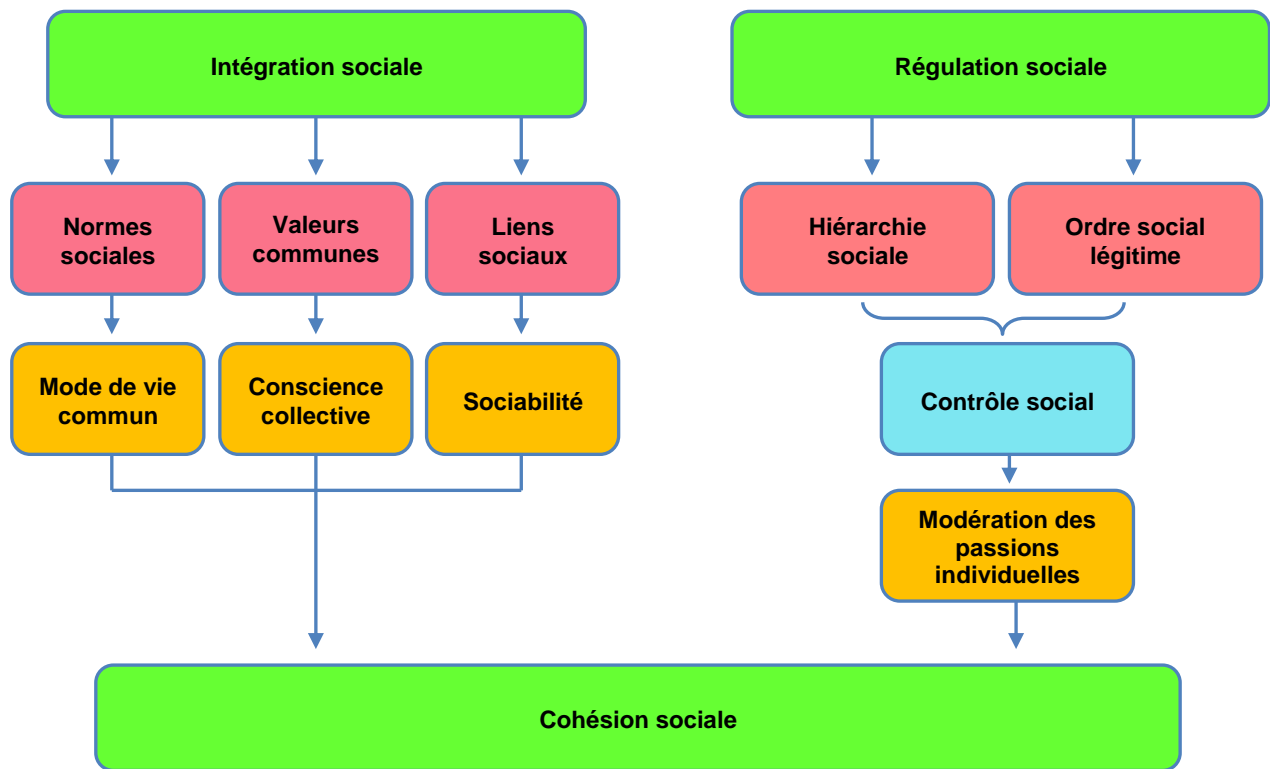 Intégration sociale
Régulation sociale
Normes
sociales
Valeurs
communes
Liens
sociaux
Hiérarchie
sociale
Ordre social
légitime
Mode de vie
commun
Conscience
collective
Sociabilité
Contrôle social
Modération des
passions
individuelles
Cohésion sociale